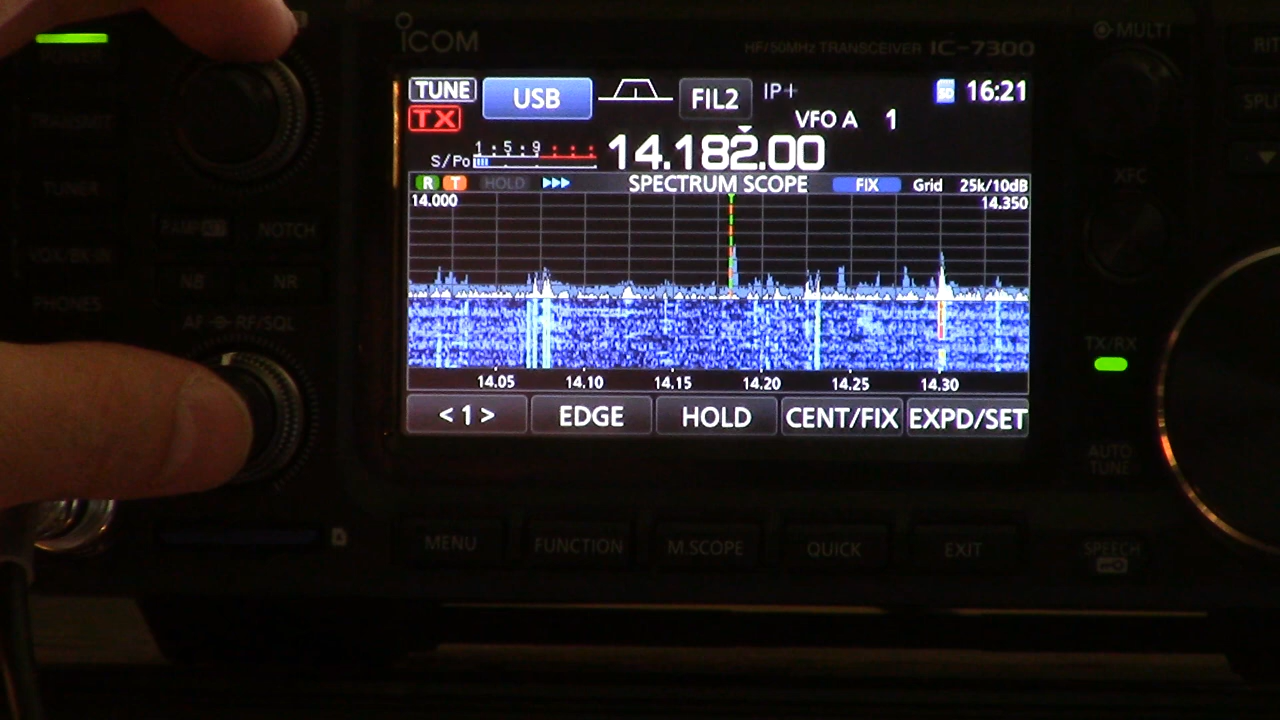 ICOM
HF/50MHz TRANSCEIVER IC-7300
MULTI
RIT
TUNE USB FIL2 IP+ SD 16:21
TX VFO A 1
1 5 9
S/Po 14.182.00
R T HOLD SPECTRUM SCOPE FIX Grid 25k/10dB
14.000 14.350
14.05 14.10 14.15 14.20 14.25 14.30
< 1 > EDGE HOLD CENT/FIX EXPD/SET
TRANSMIT
TUNER
VOX/BK-IN
PHONES
P.AMP ATT NOTCH
NB NR
AF RF/SQL
XFC
TX/RX
AUTO TUNE
SPEECH
MENU FUNCTION M.SCOPE QUICK EXIT